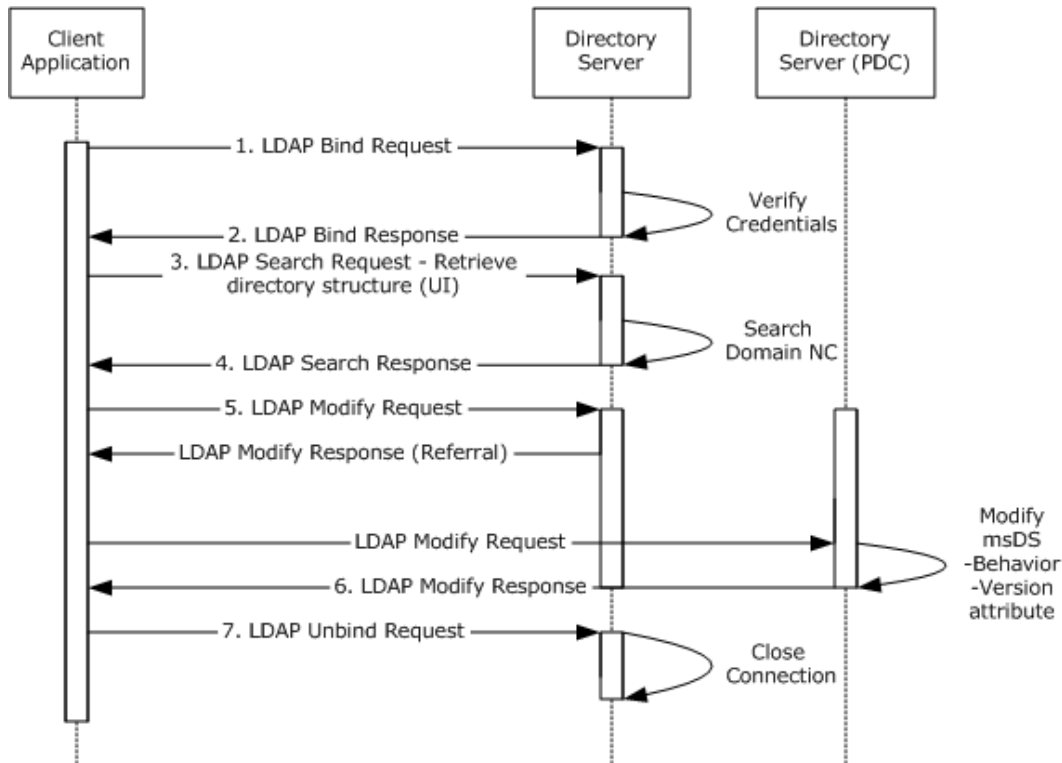 Client
Application
Directory
Server
Directory
Server (PDC)
1. LDAP Bind Request
Verify
Credentials
2. LDAP Bind Response
3. LDAP Search Request - Retrieve
directory structure (UI)
Search
Domain NC
4. LDAP Search Response
5. LDAP Modify Request
LDAP Modify Response (Referral)
LDAP Modify Request
Modify
msDS
-Behavior
-Version
attribute
6. LDAP Modify Response
7. LDAP Unbind Request
Close
Connection